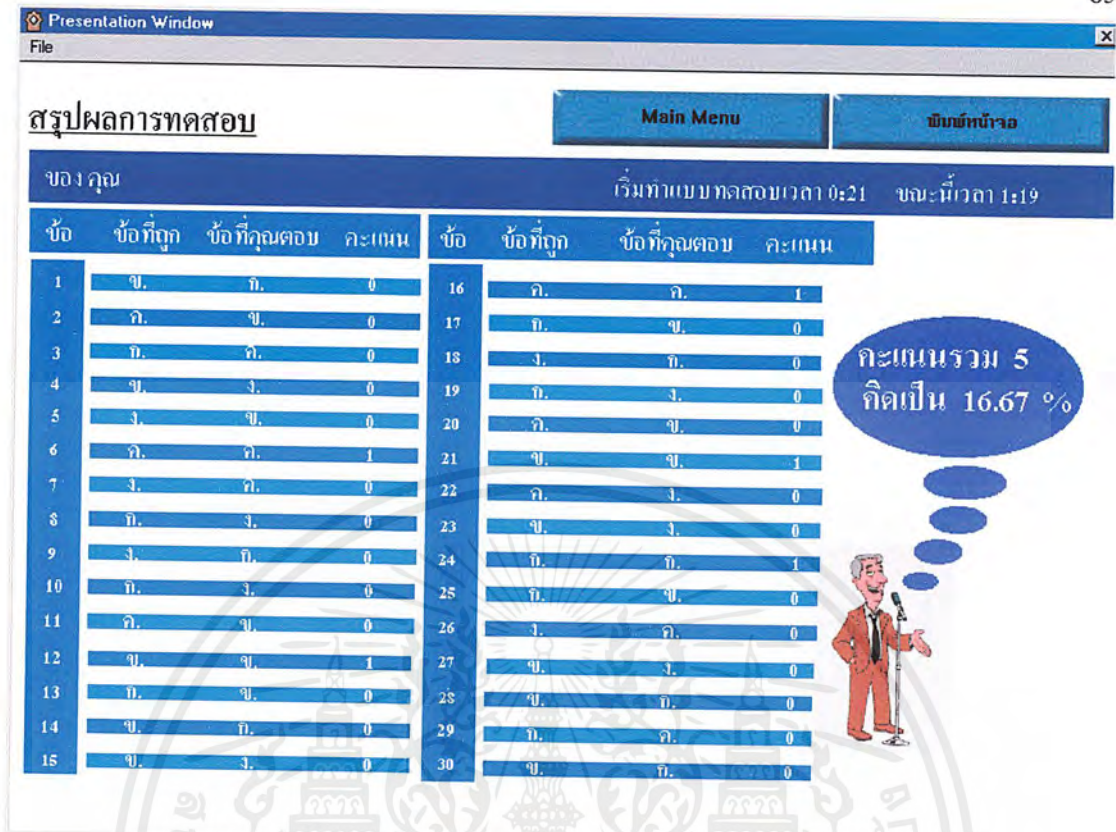 Presentation Window
File
สรุปผลการทดสอบ
Main Menu
พิมพ์หน้าจอ
ของ คุณ
เริ่มทำแบบทดสอบเวลา 0:21 ขณะนี้เวลา 1:19
ข้อ ข้อที่ถูก ข้อที่คุณตอบ คะแนน
1 ข. ก. 0
2 ค. ข. 0
3 ก. ค. 0
4 ข. ง. 0
5 ง. ข. 0
6 ค. ค. 1
7 ง. ค. 0
8 ก. ง. 0
9 ง. ก. 0
10 ก. ง. 0
11 ค. ข. 0
12 ข. ข. 1
13 ก. ข. 0
14 ข. ก. 0
15 ข. ง. 0
ข้อ ข้อที่ถูก ข้อที่คุณตอบ คะแนน
16 ค. ค. 1
17 ก. ข. 0
18 ง. ก. 0
19 ก. ง. 0
20 ค. ข. 0
21 ข. ข. 1
22 ค. ง. 0
23 ข. ง. 0
24 ก. ก. 1
25 ก. ข. 0
26 ง. ค. 0
27 ข. ง. 0
28 ข. ก. 0
29 ก. ค. 0
30 ข. ก. 0
คะแนนรวม 5
คิดเป็น 16.67 %